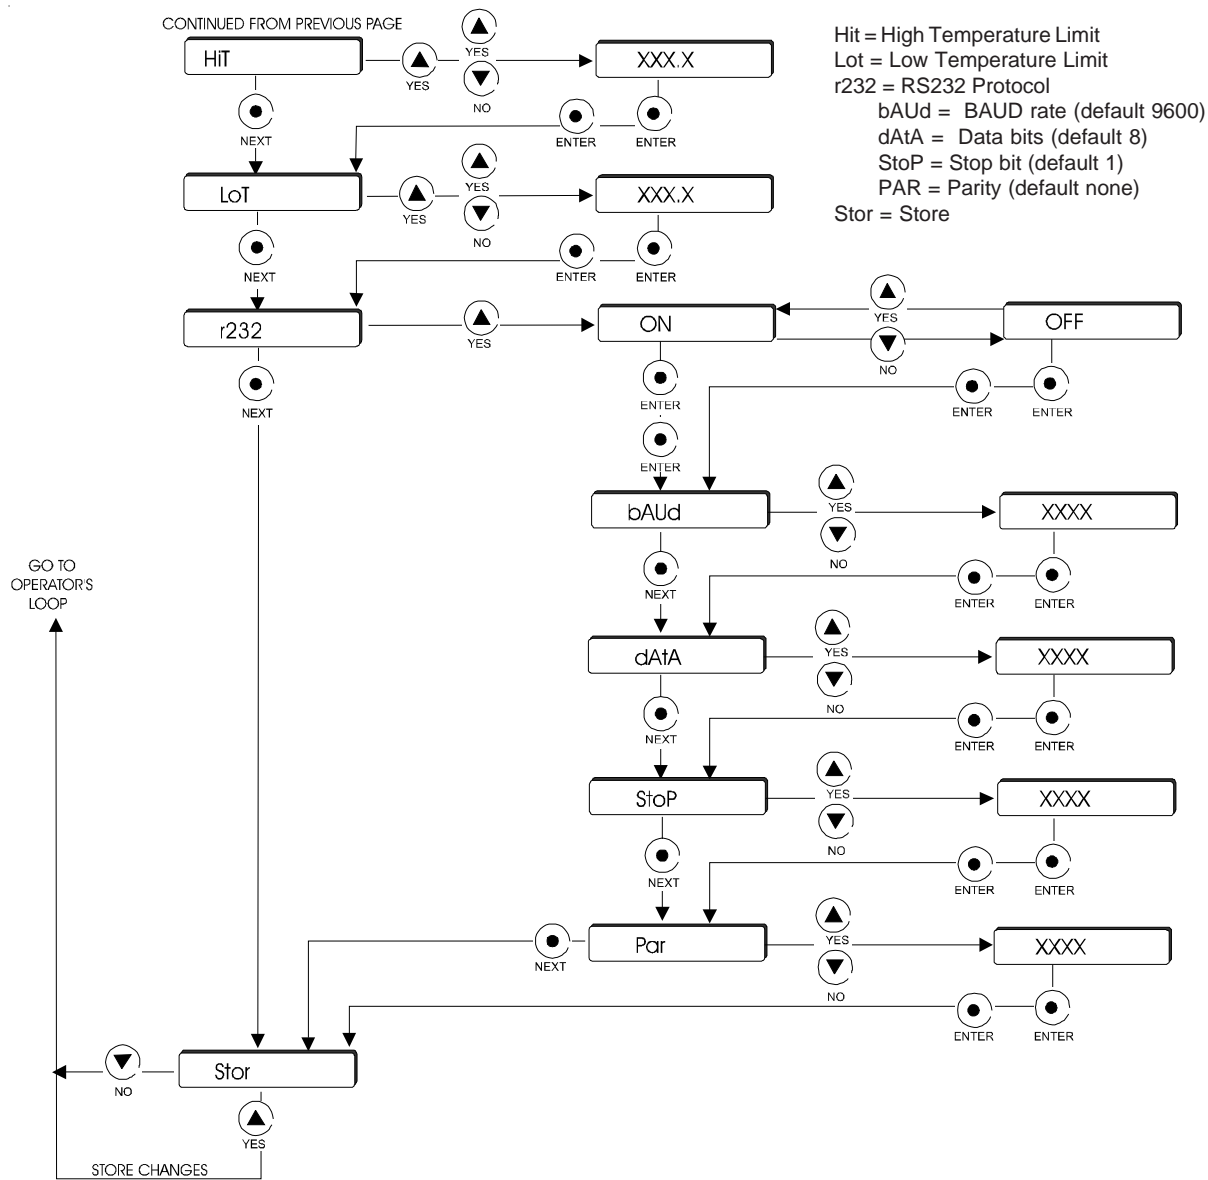 CONTINUED FROM PREVIOUS PAGE
HiT
YES
YES
NO
XXX.X
NEXT
ENTER
ENTER
Hit = High Temperature Limit
Lot = Low Temperature Limit
r232 = RS232 Protocol
bAUd = BAUD rate (default 9600)
dAtA = Data bits (default 8)
StoP = Stop bit (default 1)
PAR = Parity (default none)
Stor = Store
LoT
YES
YES
NO
XXX.X
NEXT
ENTER
ENTER
r232
YES
ON
YES
NO
OFF
NEXT
ENTER
ENTER
ENTER
ENTER
bAUd
YES
NO
XXXX
NEXT
ENTER
ENTER
GO TO
OPERATOR'S
LOOP
dAtA
YES
NO
XXXX
NEXT
ENTER
ENTER
StoP
YES
NO
XXXX
NEXT
ENTER
ENTER
Par
NEXT
YES
NO
XXXX
ENTER
ENTER
Stor
NO
YES
STORE CHANGES